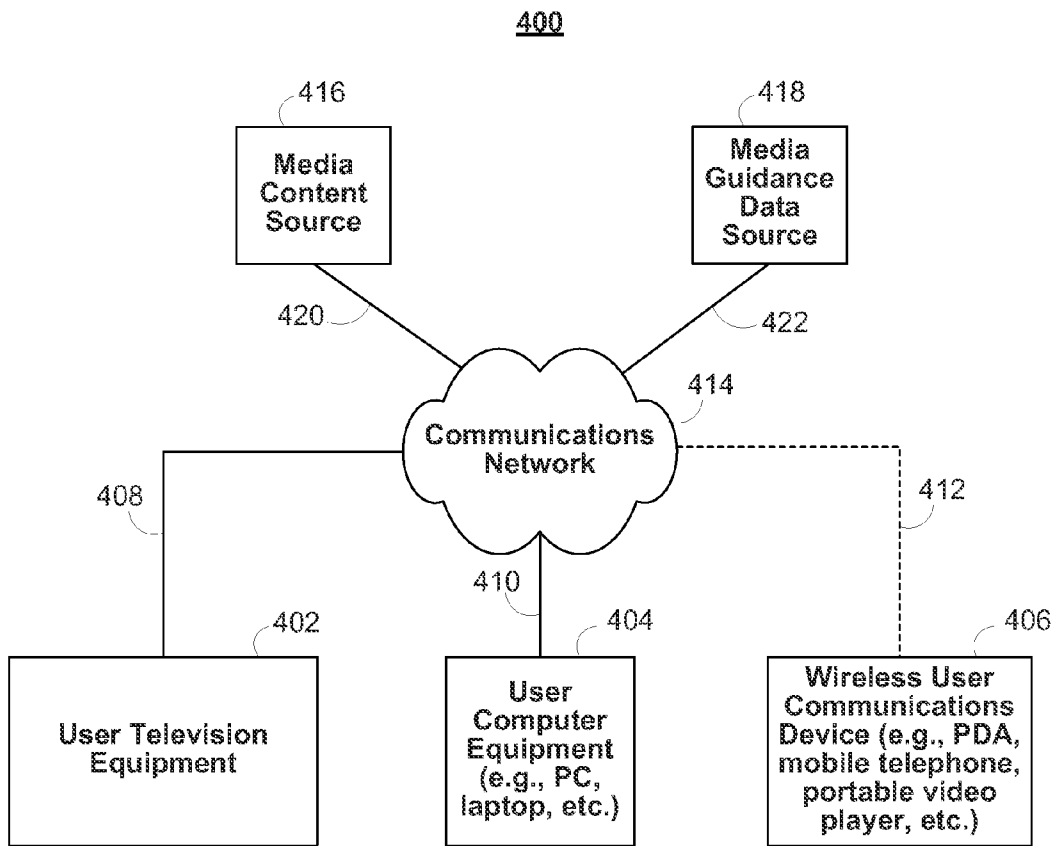 400
416
418
Media
Content
Source
Media
Guidance
Data
Source
420
422
414
Communications
Network
408
412
410
402
404
406
User Television
Equipment
User
Computer
Equipment
(e.g., PC,
laptop, etc.)
Wireless User
Communications
Device (e.g., PDA,
mobile telephone,
portable video
player, etc.)